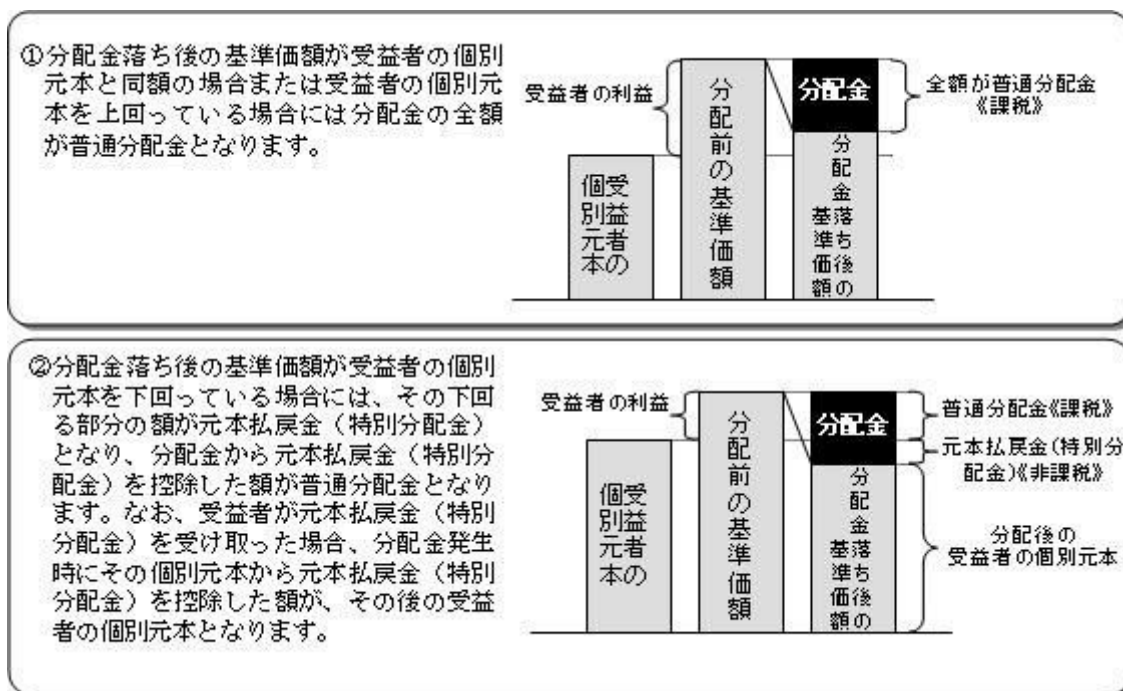 ①分配金落ち後の基準価額が受益者の個別
元本と同額の場合または受益者の個別元
本を上回っている場合には分配金の全額
が普通分配金となります。
受益者の利益
受益者の
個別元本
分配前の基準価額
分配金
分配金落ち後の
基準価額
全額が普通分配金
《課税》
②分配金落ち後の基準価額が受益者の個別
元本を下回っている場合には、その下回
る部分の額が元本払戻金（特別分配金）
となり、分配金から元本払戻金（特別分
配金）を控除した額が普通分配金となり
ます。なお、受益者が元本払戻金（特別
分配金）を受け取った場合、分配金発生
時にその個別元本から元本払戻金（特別
分配金）を控除した額が、その後の受益
者の個別元本となります。
受益者の利益
受益者の
個別元本
分配前の基準価額
分配金
分配金落ち後の
基準価額
普通分配金《課税》
元本払戻金(特別分
配金)《非課税》
分配後の
受益者の個別元本